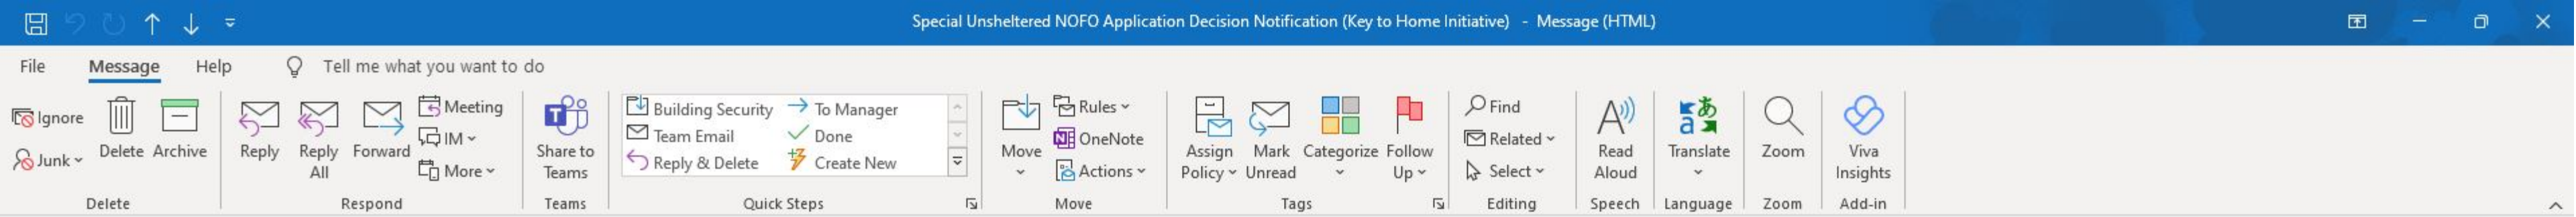 Special Unsheltered NOFO Application Decision Notification (Key to Home Initiative) - Message (HTML)
File Message Help Tell me what you want to do
Ignore
Junk
Delete
Archive
Delete
Reply
Reply All
Forward
Meeting
IM
More
Respond
Share to Teams
Teams
Building Security
Team Email
Reply & Delete
To Manager
Done
Create New
Quick Steps
Move
Rules
OneNote
Actions
Move
Assign Policy
Mark Unread
Categorize
Follow Up
Tags
Find
Related
Select
Editing
Read Aloud
Speech
Translate
Language
Zoom
Zoom
Viva Insights
Add-in